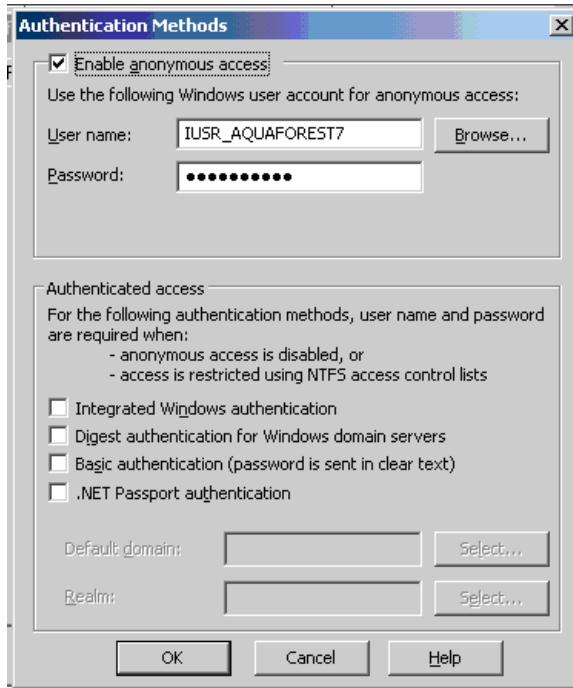 Authentication Methods
Enable anonymous access
Use the following Windows user account for anonymous access:
User name: IUSR_AQUAFOREST7 Browse...
Password: ●●●●●●●●●●
Authenticated access
For the following authentication methods, user name and password
are required when:
- anonymous access is disabled, or
- access is restricted using NTFS access control lists
Integrated Windows authentication
Digest authentication for Windows domain servers
Basic authentication (password is sent in clear text)
.NET Passport authentication
Default domain: Select...
Realm: Select...
OK Cancel Help